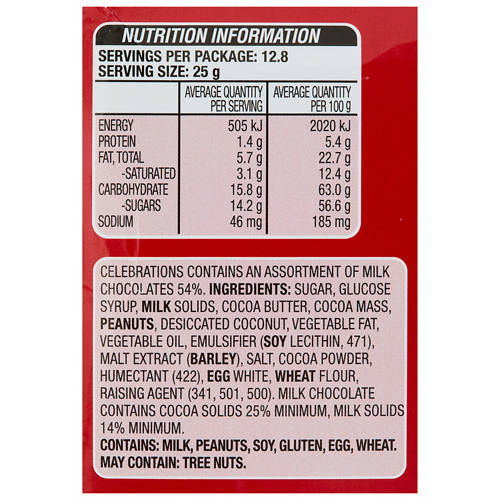 NUTRITION INFORMATION
SERVINGS PER PACKAGE: 12.8
SERVING SIZE: 25 g
AVERAGE QUANTITY PER SERVING AVERAGE QUANTITY PER 100 g
ENERGY 505 kJ 2020 kJ
PROTEIN 1.4 g 5.4 g
FAT, TOTAL 5.7 g 22.7 g
-SATURATED 3.1 g 12.4 g
CARBOHYDRATE 15.8 g 63.0 g
-SUGARS 14.2 g 56.6 g
SODIUM 46 mg 185 mg
CELEBRATIONS CONTAINS AN ASSORTMENT OF MILK
CHOCOLATES 54%. INGREDIENTS: SUGAR, GLUCOSE
SYRUP, MILK SOLIDS, COCOA BUTTER, COCOA MASS,
PEANUTS, DESICCATED COCONUT, VEGETABLE FAT,
VEGETABLE OIL, EMULSIFIER (SOY LECITHIN, 471),
MALT EXTRACT (BARLEY), SALT, COCOA POWDER,
HUMECTANT (422), EGG WHITE, WHEAT FLOUR,
RAISING AGENT (341, 501, 500). MILK CHOCOLATE
CONTAINS COCOA SOLIDS 25% MINIMUM, MILK SOLIDS
14% MINIMUM.
CONTAINS: MILK, PEANUTS, SOY, GLUTEN, EGG, WHEAT.
MAY CONTAIN: TREE NUTS.